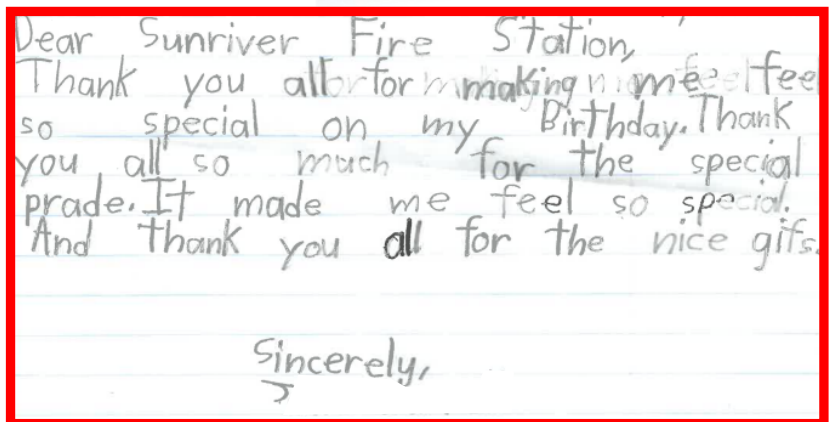 Dear Sunriver Fire Station,
Thank you all for making me feel
so special on my Birthday. Thank
you all so much for the special
prade. It made me feel so special.
And thank you all for the nice gifs.
Sincerely,